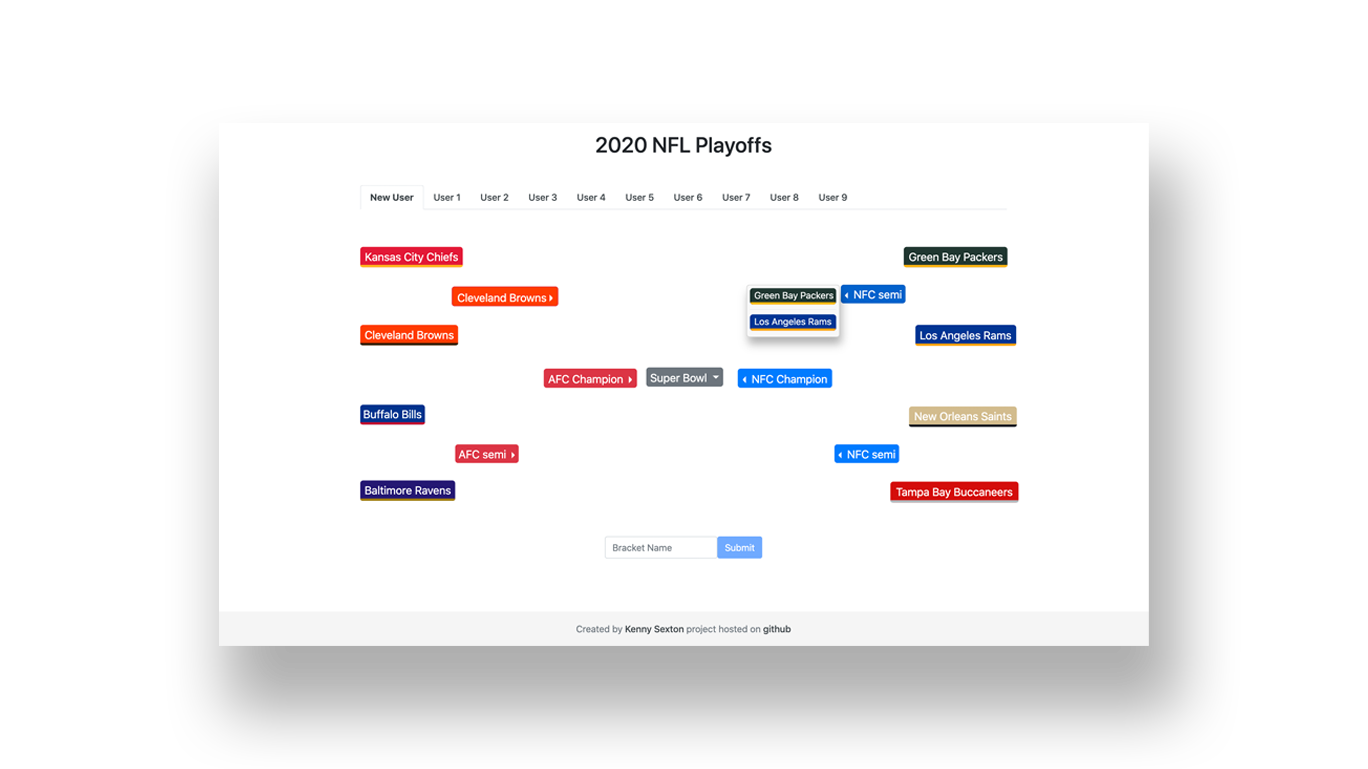 2020 NFL Playoffs
New User User 1 User 2 User 3 User 4 User 5 User 6 User 7 User 8 User 9
Kansas City Chiefs Green Bay Packers
Cleveland Browns Green Bay Packers NFC semi
Los Angeles Rams
Cleveland Browns Los Angeles Rams
AFC Champion Super Bowl NFC Champion
Buffalo Bills New Orleans Saints
AFC semi NFC semi
Baltimore Ravens Tampa Bay Buccaneers
Bracket Name Submit
Created by Kenny Sexton project hosted on github